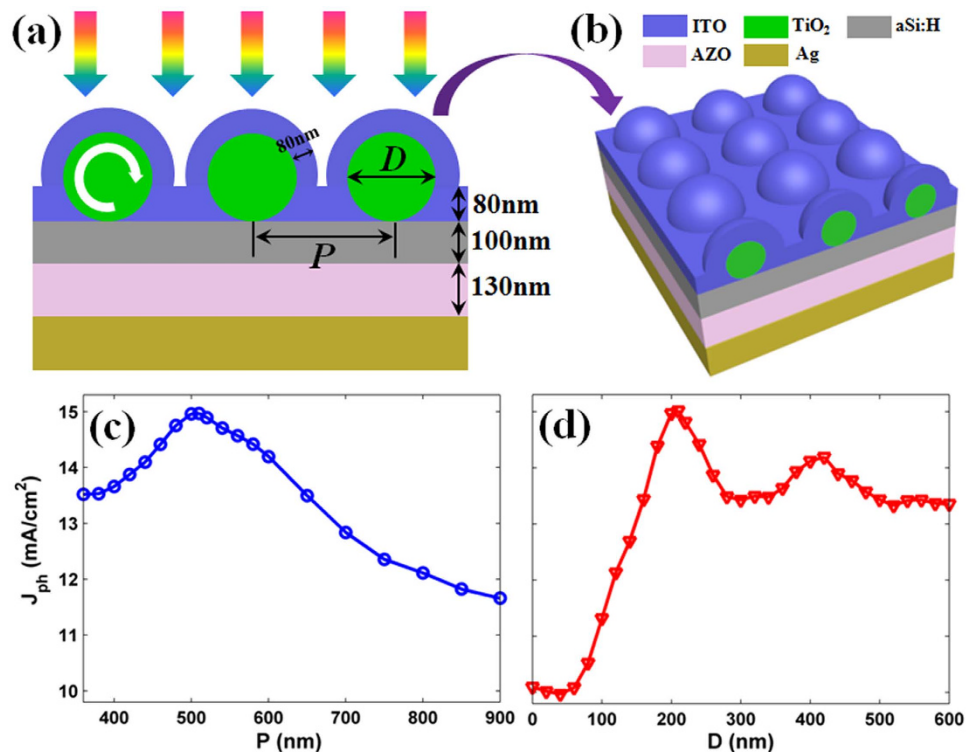 (a)
80nm
D
80nm
P
100nm
130nm
(b)
ITO
TiO₂
aSi:H
AZO
Ag
(c)
15
14
13
12
11
10
Jph (mA/cm²)
400 500 600 700 800 900
P (nm)
(d)
0 100 200 300 400 500 600
D (nm)